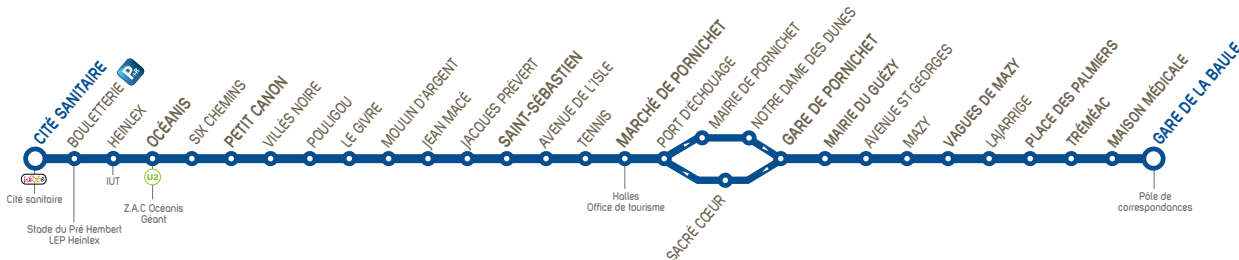 CITÉ SANITAIRE
BOULETTERIE
P+R
HEINLEX
OCÉANIS
SIX CHEMINS
PETIT CANON
VILLÈS NOIRE
POULIGOU
LE GIVRE
MOULIN D'ARGENT
JEAN MACÉ
JACQUES PRÉVERT
SAINT-SÉBASTIEN
AVENUE DE L'ISLE
TENNIS
MARCHÉ DE PORNICHET
PORT D'ÉCHOUAGE
MAIRIE DE PORNICHET
NOTRE DAME DES DUNES
GARE DE PORNICHET
MAIRIE DU GUÉZY
AVENUE ST GEORGES
MAZY
VAGUES DE MAZY
LAJARRIGE
PLACE DES PALMIERS
TRÉMÉAC
MAISON MÉDICALE
GARE DE LA BAULE
SACRÉ CŒUR
hélYce
Cité sanitaire
Stade du Pré Hembert
LEP Heinlex
IUT
U2
Z.A.C Océanis
Géant
Halles
Office de tourisme
Pôle de
correspondances